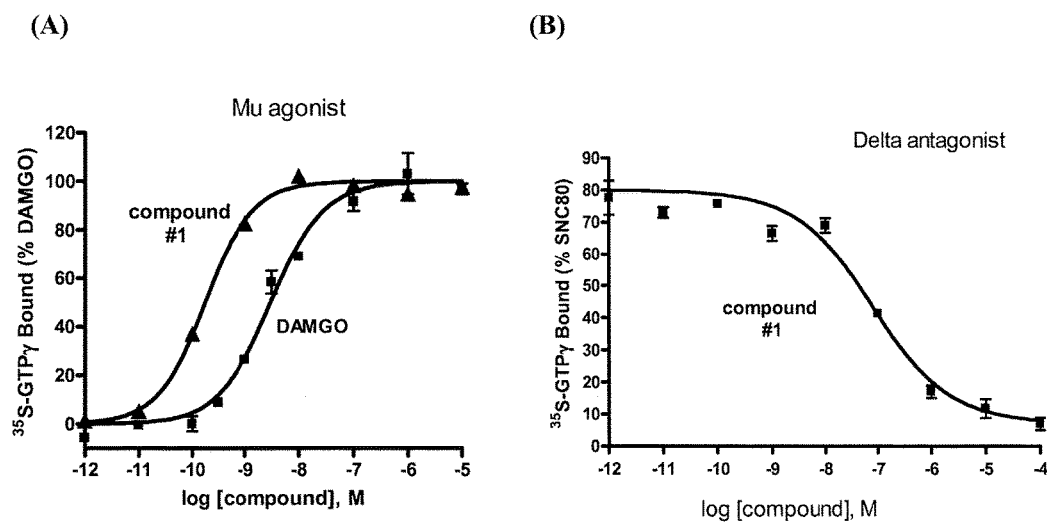 (A)
(B)
Mu agonist
Delta antagonist
³⁵S-GTPγ Bound (% DAMGO)
120
100
80
60
40
20
0
compound
#1
DAMGO
-12 -11 -10 -9 -8 -7 -6 -5
log [compound], M
³⁵S-GTPγ Bound (% SNC80)
90
80
70
60
50
40
30
20
10
0
compound
#1
-12 -11 -10 -9 -8 -7 -6 -5 -4
log [compound], M